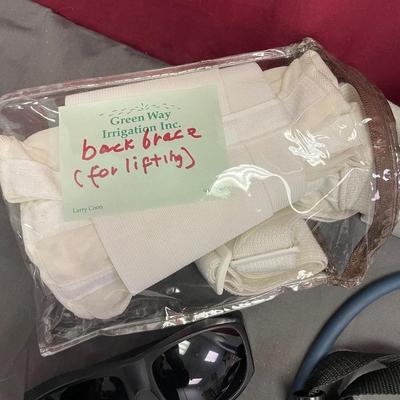 Green Way
Irrigation Inc.
back brace
(for lifting)
Larry Coon